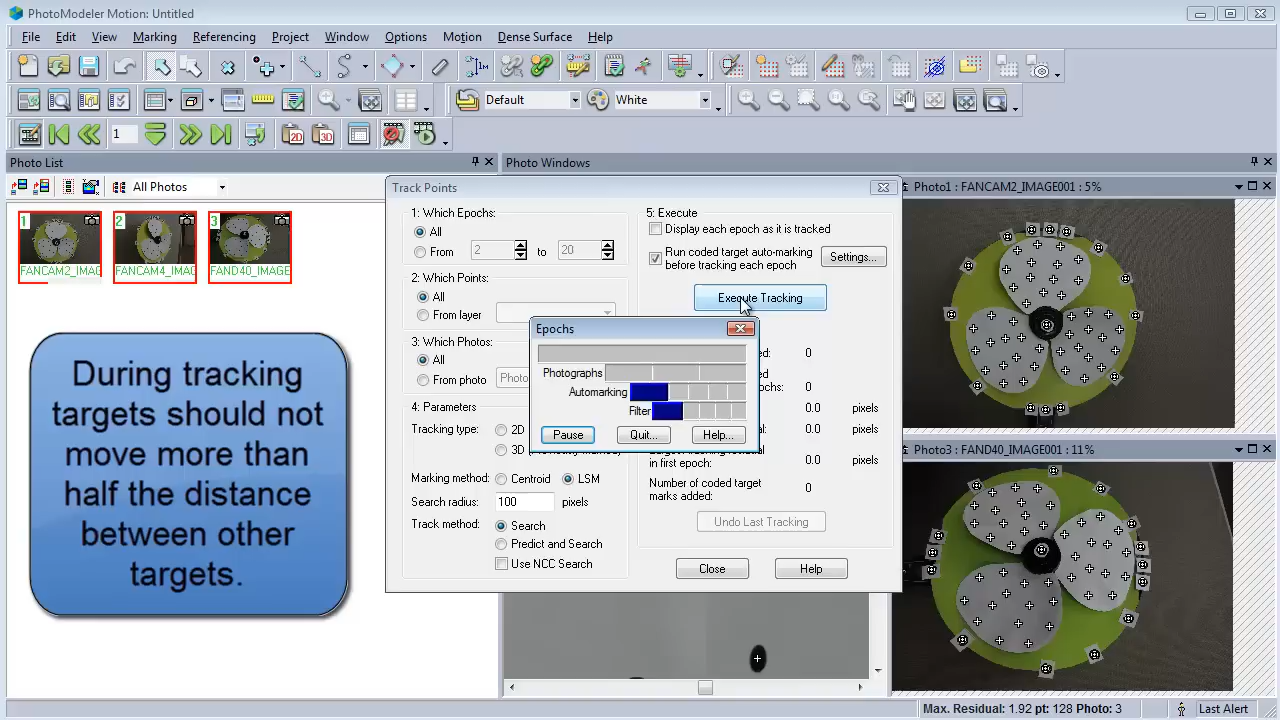 PhotoModeler Motion: Untitled
File Edit View Marking Referencing Project Window Options Motion Dense Surface Help
Default White
1 2D 3D
Photo List
Photo Windows
All Photos
1 2 3
FANCAM2_IMAG FANCAM4_IMAG FAND40_IMAGE
During tracking
targets should not
move more than
half the distance
between other
targets.
Track Points
1: Which Epochs:
All
From 2 to 20
2: Which Points:
All
From layer
3: Which Photos:
All
From photo Photo
4: Parameters
Tracking type: 2D
3D
Marking method: Centroid LSM
Search radius: 100 pixels
Track method: Search
Predict and Search
Use NCC Search
5: Execute
Display each epoch as it is tracked
Run coded target auto-marking
before tracking each epoch
Settings...
Execute Tracking
0
0
0.0 pixels
0.0 pixels
in first epoch: 0.0 pixels
Number of coded target
marks added: 0
Undo Last Tracking
Close Help
Epochs
Photographs
Automarking
Filter
Pause Quit... Help...
Photo1 : FANCAM2_IMAGE001 : 5%
Photo3 : FAND40_IMAGE001 : 11%
Max. Residual: 1.92 pt: 128 Photo: 3
Last Alert